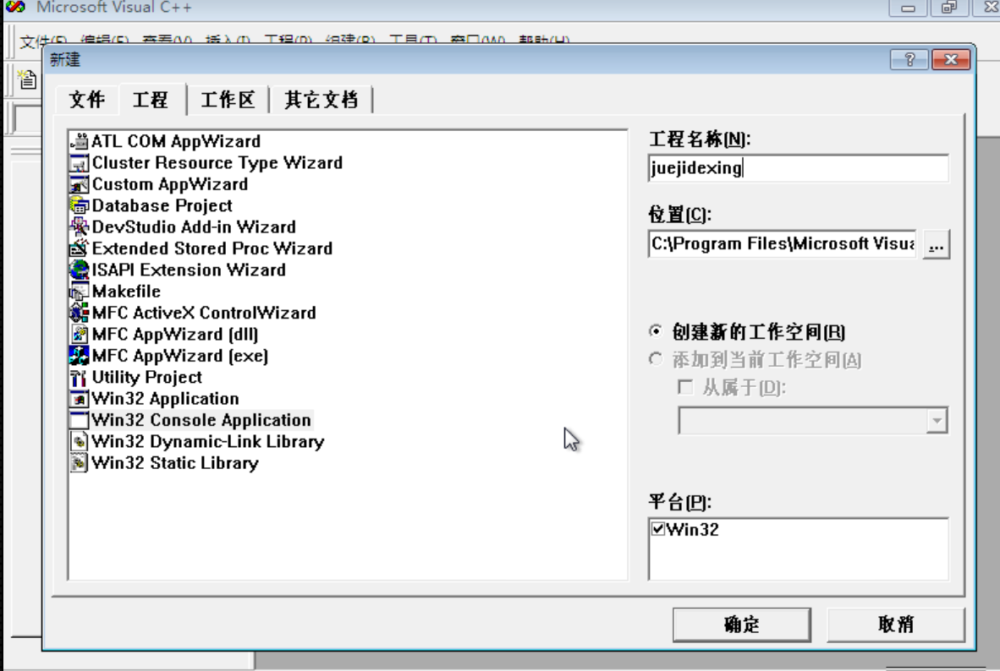 Microsoft Visual C++
文件(F) 编辑(E) 查看(V) 插入(I) 工程(P) 组建(B) 工具(T) 窗口(W) 帮助(H)
新建
文件 工程 工作区 其它文档
ATL COM AppWizard
Cluster Resource Type Wizard
Custom AppWizard
Database Project
DevStudio Add-in Wizard
Extended Stored Proc Wizard
ISAPI Extension Wizard
Makefile
MFC ActiveX ControlWizard
MFC AppWizard (dll)
MFC AppWizard (exe)
Utility Project
Win32 Application
Win32 Console Application
Win32 Dynamic-Link Library
Win32 Static Library
工程名称(N):
juejidexing
位置(C):
C:\Program Files\Microsoft Visua
...
创建新的工作空间(R)
添加到当前工作空间(A)
从属于(D):
平台(P):
Win32
确定 取消